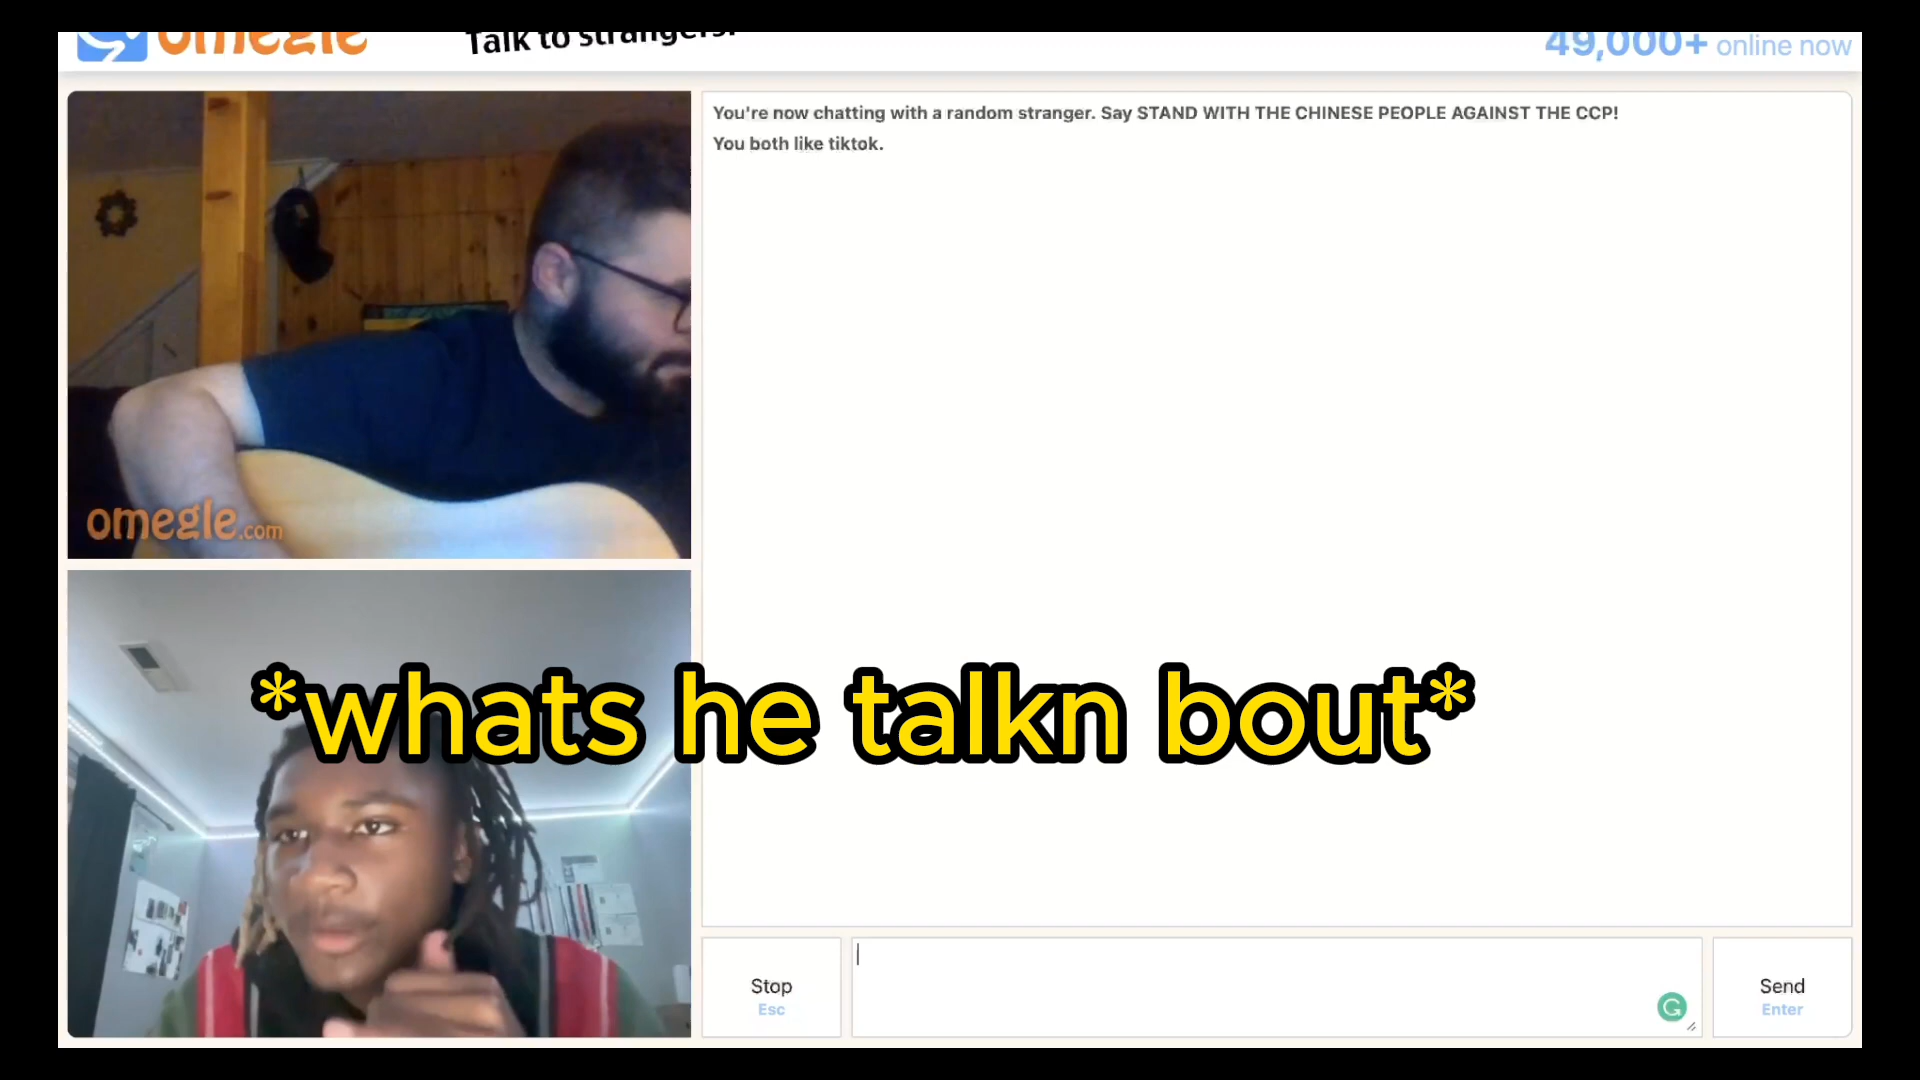 omegle
Talk to strangers!
49,000+ online now
You're now chatting with a random stranger. Say STAND WITH THE CHINESE PEOPLE AGAINST THE CCP!
You both like tiktok.
omegle.com
*whats he talkn bout*
Stop
Esc
G
Send
Enter